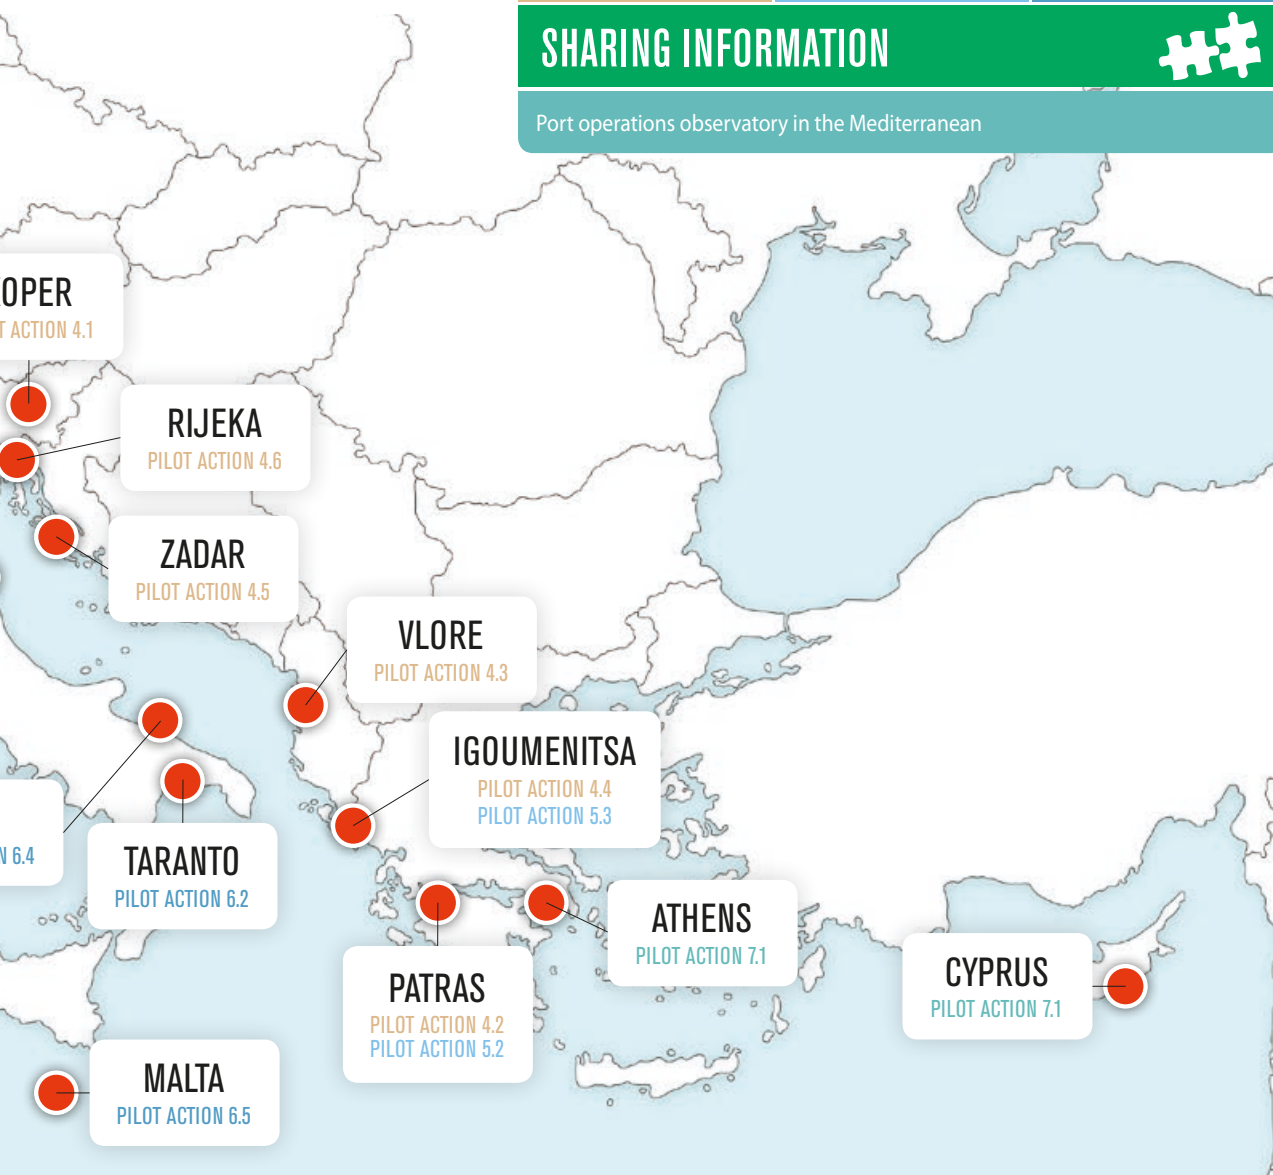 SHARING INFORMATION
Port operations observatory in the Mediterranean
OPER
T ACTION 4.1
RIJEKA
PILOT ACTION 4.6
ZADAR
PILOT ACTION 4.5
VLORE
PILOT ACTION 4.3
IGOUMENITSA
PILOT ACTION 4.4
PILOT ACTION 5.3
N 6.4
TARANTO
PILOT ACTION 6.2
ATHENS
PILOT ACTION 7.1
PATRAS
PILOT ACTION 4.2
PILOT ACTION 5.2
CYPRUS
PILOT ACTION 7.1
MALTA
PILOT ACTION 6.5